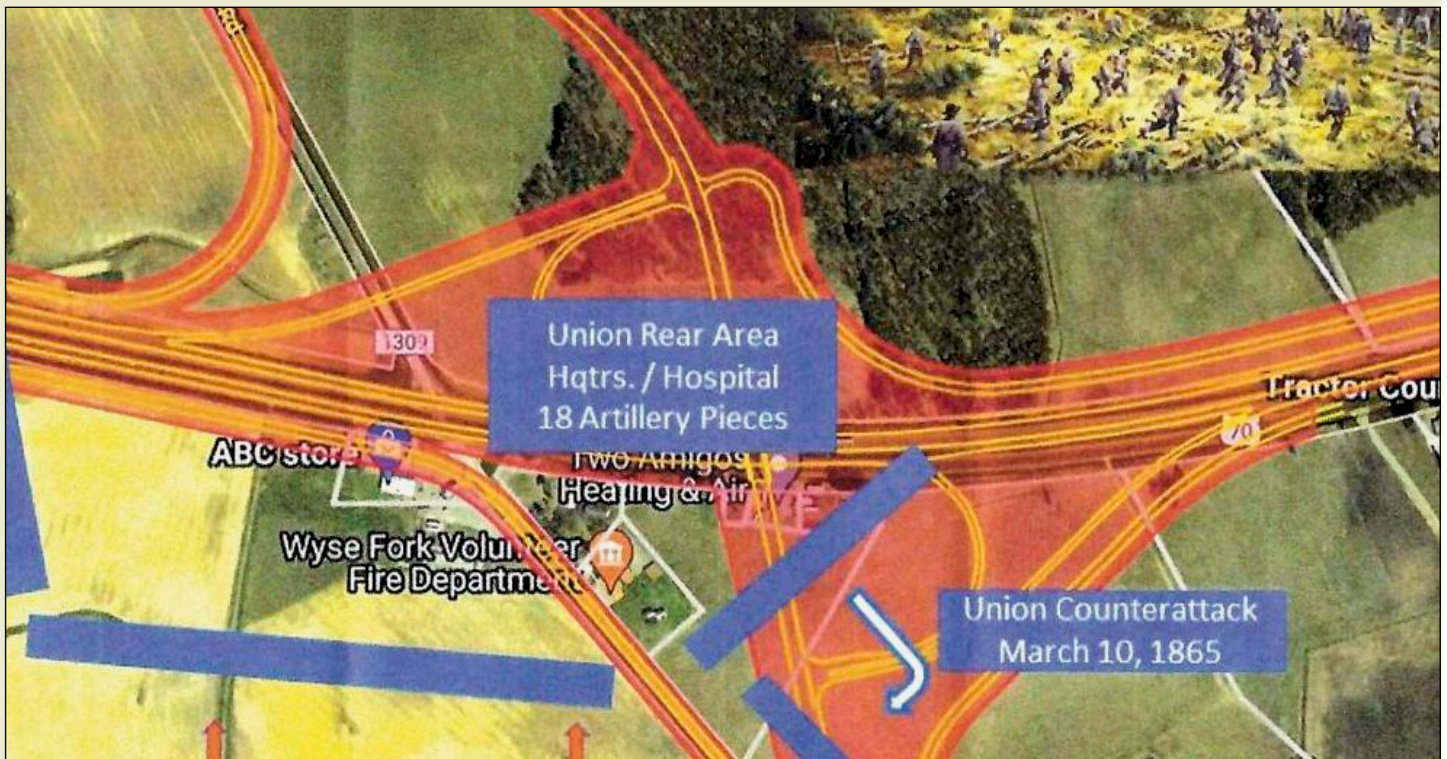 Rd
1309
Union Rear Area
Hqtrs. / Hospital
18 Artillery Pieces
70
ABC store
Two Amigos
Heating & Air
Wyse Fork Volunteer
Fire Department
Union Counterattack
March 10, 1865